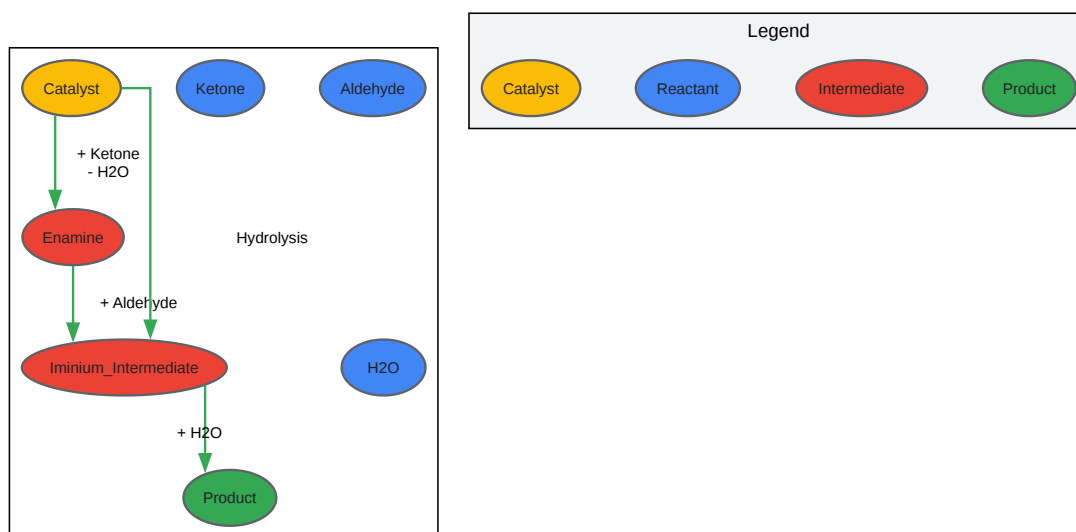 Legend
Catalyst
Reactant
Intermediate
Product
Catalyst
Ketone
Aldehyde
+ Ketone
- H2O
Enamine
Hydrolysis
+ Aldehyde
Iminium_Intermediate
H2O
+ H2O
Product